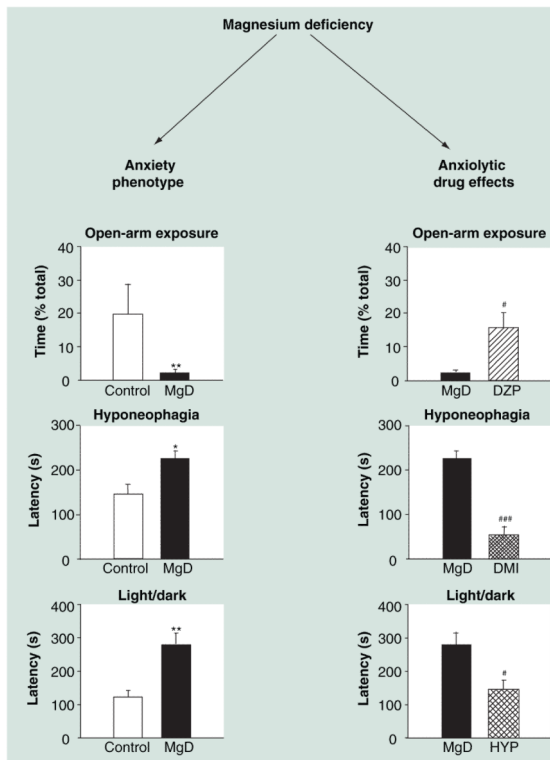 Magnesium deficiency
Anxiety
phenotype
Anxiolytic
drug effects
Open-arm exposure
40
30
20
10
0
Time (% total)
**
Control MgD
Open-arm exposure
40
30
20
10
0
Time (% total)
#
MgD DZP
Hyponeophagia
300
200
100
0
Latency (s)
*
Control MgD
Hyponeophagia
300
200
100
0
Latency (s)
###
MgD DMI
Light/dark
400
300
200
100
0
Latency (s)
**
Control MgD
Light/dark
400
300
200
100
0
Latency (s)
#
MgD HYP